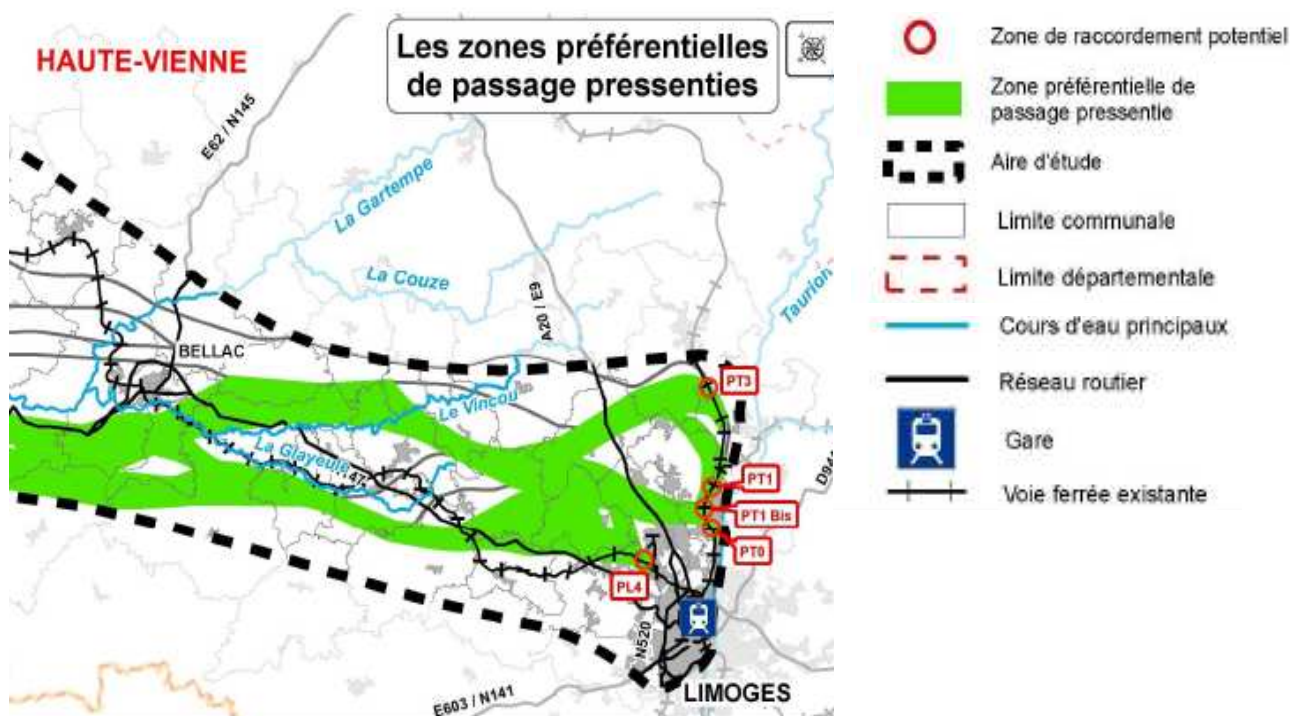 HAUTE-VIENNE
Les zones préférentielles
de passage pressenties
E62 / N145
La Gartempe
La Couze
A20 / E9
Taurion
BELLAC
Le Vincou
La Glayeule
N147
PT3
PT1
PT1 Bis
PT0
PL4
N520
LIMOGES
E603 / N141
Zone de raccordement potentiel
Zone préférentielle de
passage pressentie
Aire d'étude
Limite communale
Limite départementale
Cours d'eau principaux
Réseau routier
Gare
Voie ferrée existante